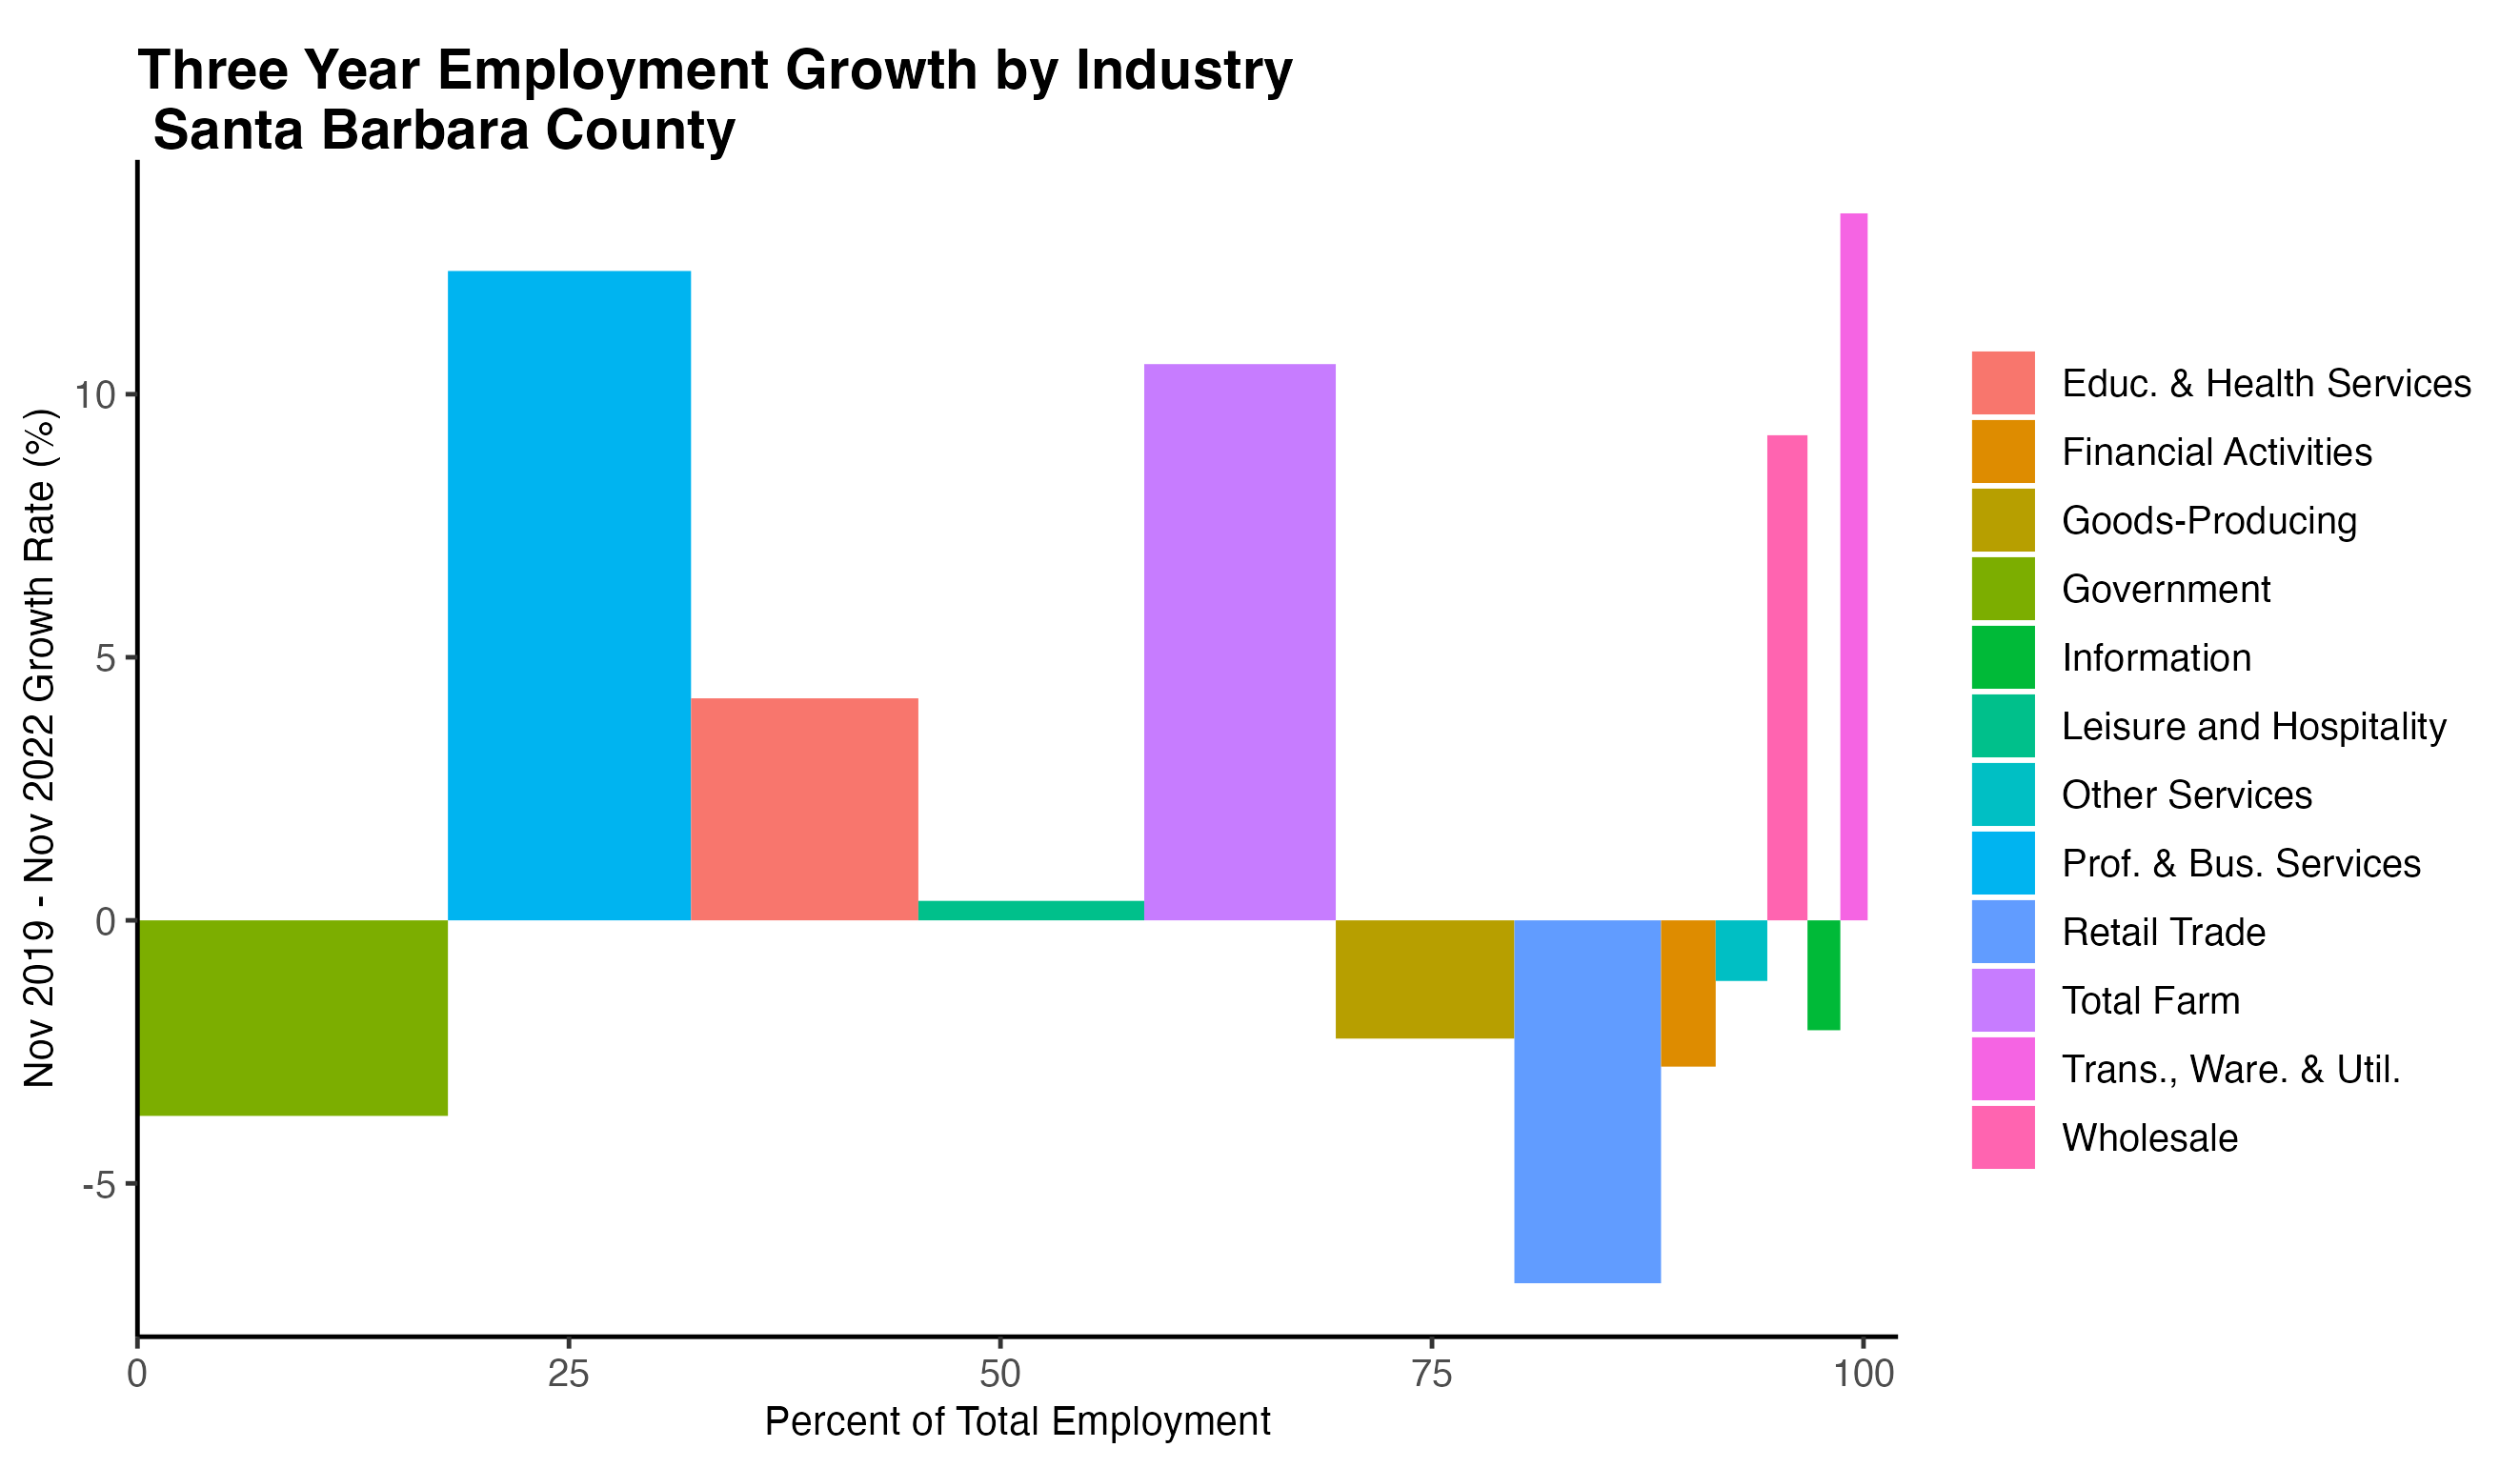 Three Year Employment Growth by Industry
Santa Barbara County
Nov 2019 - Nov 2022 Growth Rate (%)
10
5
0
-5
0
25
50
75
100
Percent of Total Employment
Educ. & Health Services
Financial Activities
Goods-Producing
Government
Information
Leisure and Hospitality
Other Services
Prof. & Bus. Services
Retail Trade
Total Farm
Trans., Ware. & Util.
Wholesale